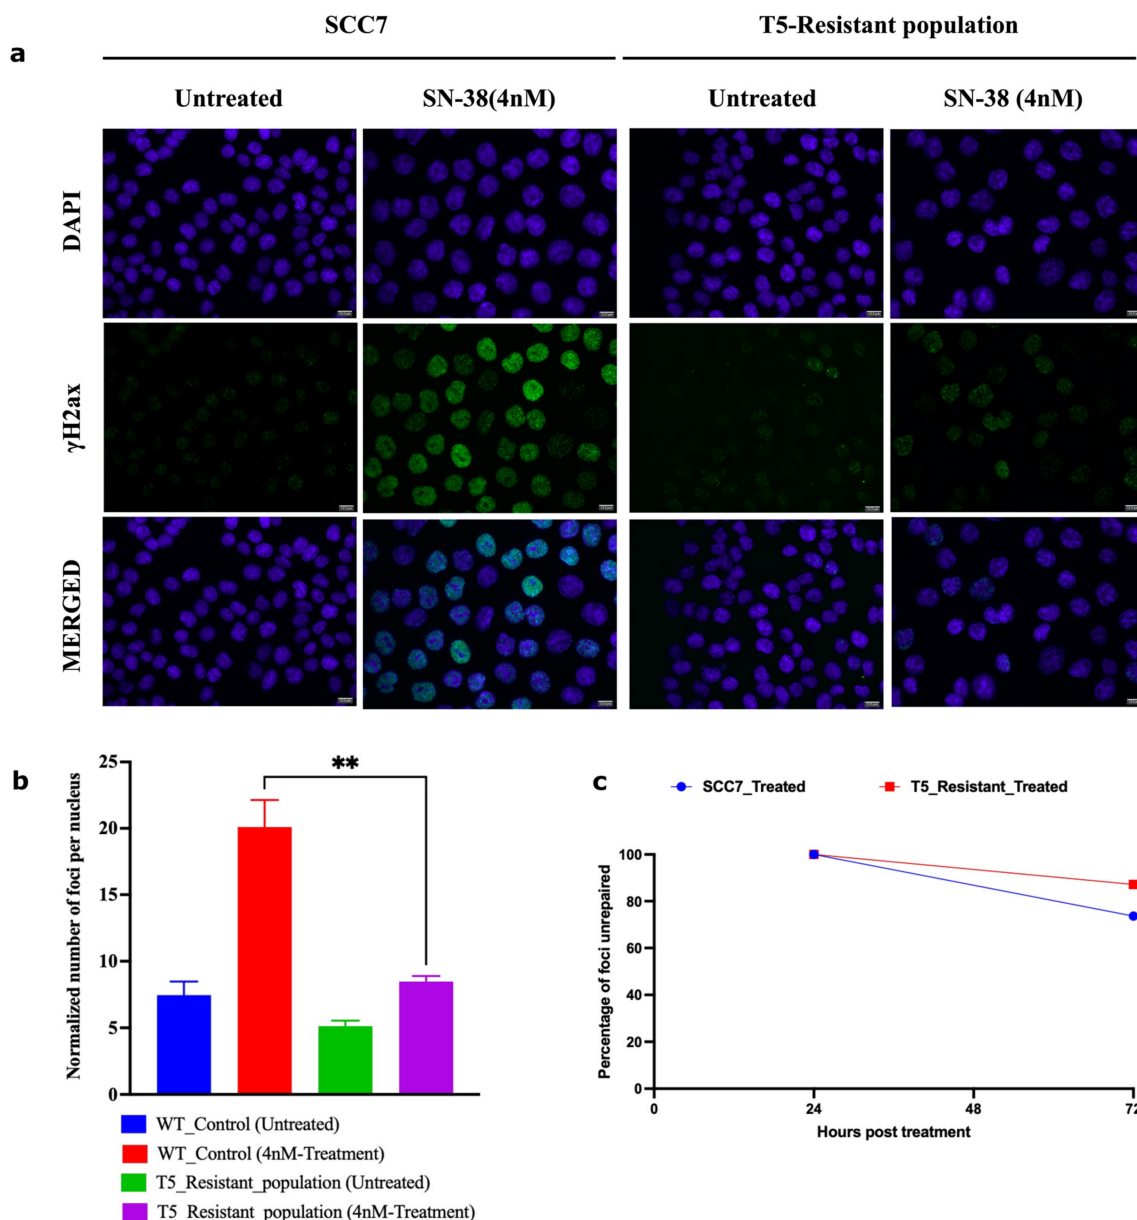 SCC7
T5-Resistant population
a
Untreated
SN-38(4nM)
Untreated
SN-38 (4nM)
DAPI
γH2ax
MERGED
b
**
25
20
15
10
5
0
Normalized number of foci per nucleus
WT_Control (Untreated)
WT_Control (4nM-Treatment)
T5_Resistant_population (Untreated)
T5_Resistant_population (4nM-Treatment)
c
SCC7_Treated
T5_Resistant_Treated
100
80
60
40
20
0
Percentage of foci unrepaired
0
24
48
72
Hours post treatment